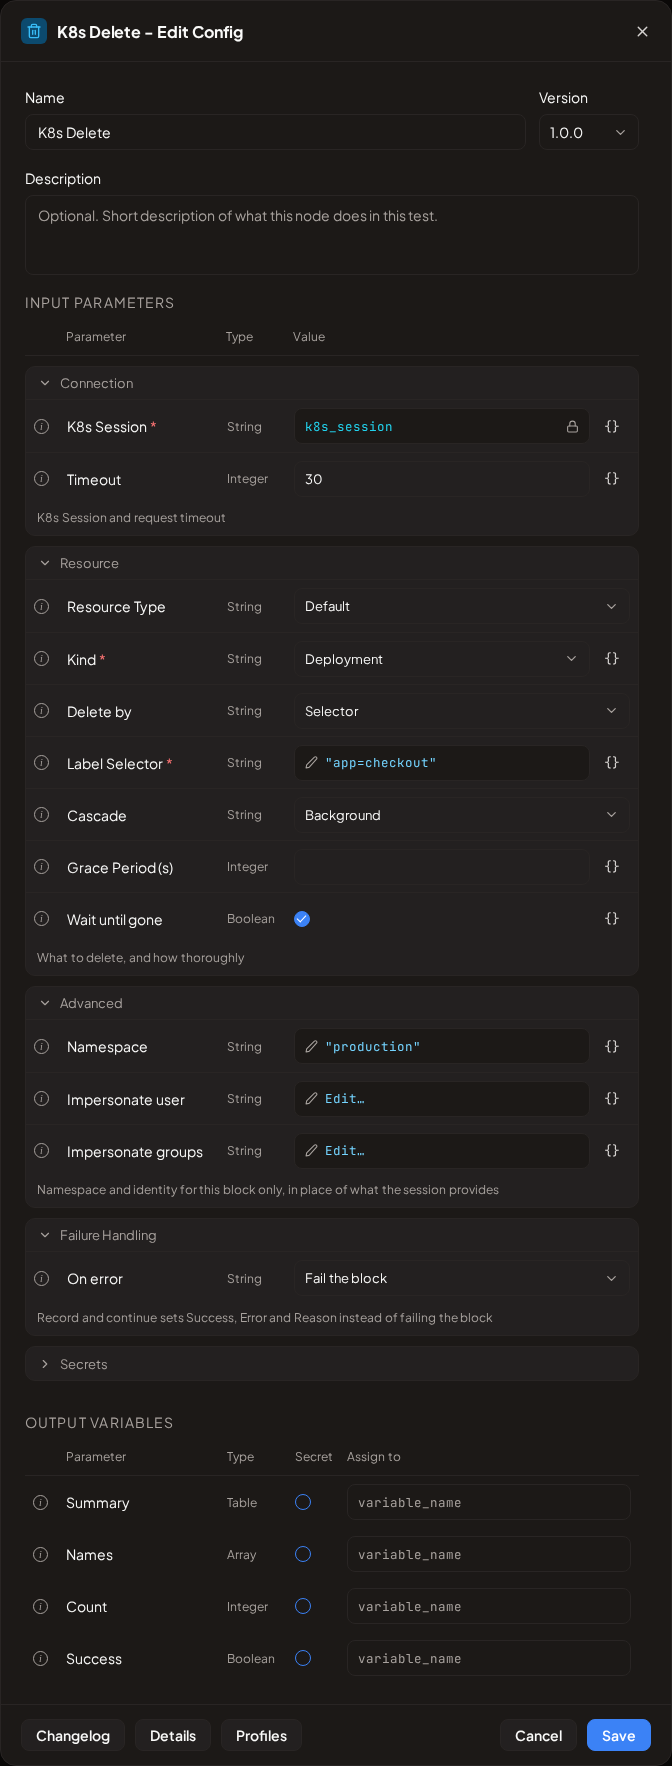 K8s Delete - Edit Config
Name
Version
K8s Delete
1.0.0
Description
Optional. Short description of what this node does in this test.
INPUT PARAMETERS
Parameter Type Value
Connection
K8s Session * String k8s_session {}
Timeout Integer 30 {}
K8s Session and request timeout
Resource
Resource Type String Default
Kind * String Deployment {}
Delete by String Selector
Label Selector * String "app=checkout" {}
Cascade String Background
Grace Period (s) Integer {}
Wait until gone Boolean {}
What to delete, and how thoroughly
Advanced
Namespace String "production" {}
Impersonate user String Edit… {}
Impersonate groups String Edit… {}
Namespace and identity for this block only, in place of what the session provides
Failure Handling
On error String Fail the block
Record and continue sets Success, Error and Reason instead of failing the block
Secrets
OUTPUT VARIABLES
Parameter Type Secret Assign to
Summary Table variable_name
Names Array variable_name
Count Integer variable_name
Success Boolean variable_name
Changelog Details Profiles Cancel Save